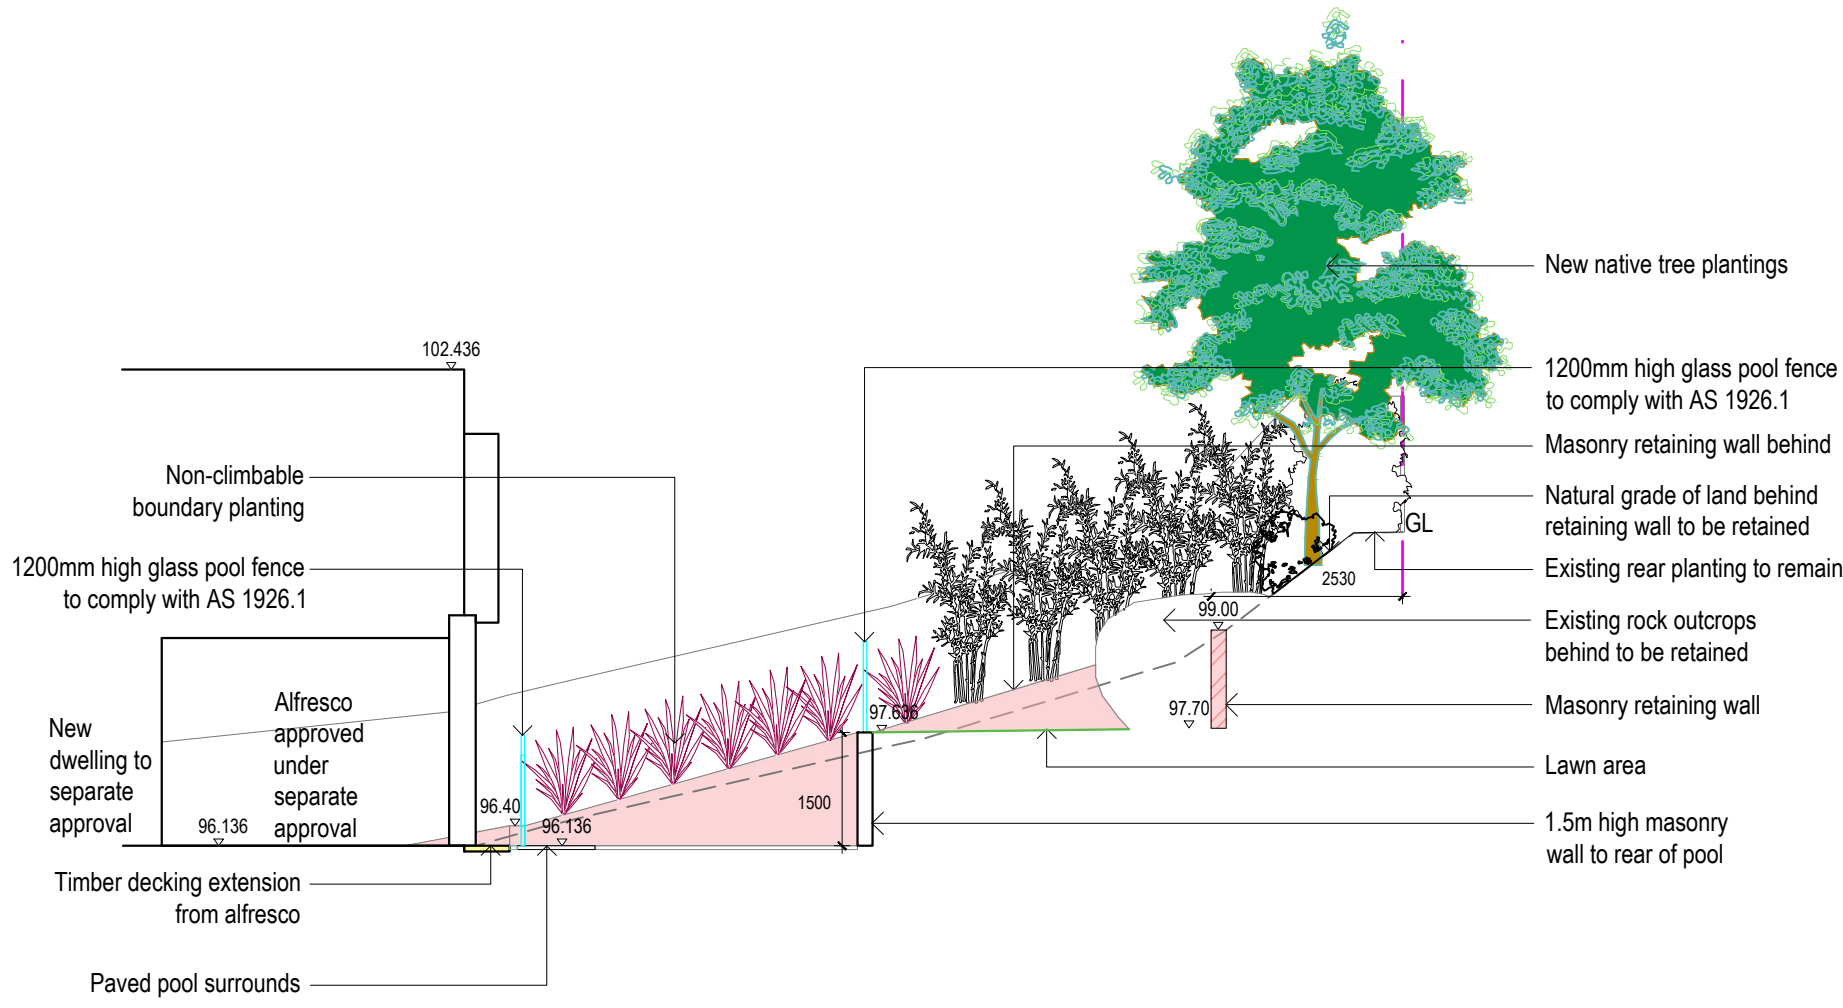 102.436
Non-climbable
boundary planting
1200mm high glass pool fence
to comply with AS 1926.1
New
dwelling to
separate
approval
Alfresco
approved
under
separate
approval
96.136
96.40
96.136
1500
97.636
Timber decking extension
from alfresco
Paved pool surrounds
New native tree plantings
1200mm high glass pool fence
to comply with AS 1926.1
Masonry retaining wall behind
Natural grade of land behind
retaining wall to be retained
GL
Existing rear planting to remain
2530
99.00
Existing rock outcrops
behind to be retained
97.70
Masonry retaining wall
Lawn area
1.5m high masonry
wall to rear of pool